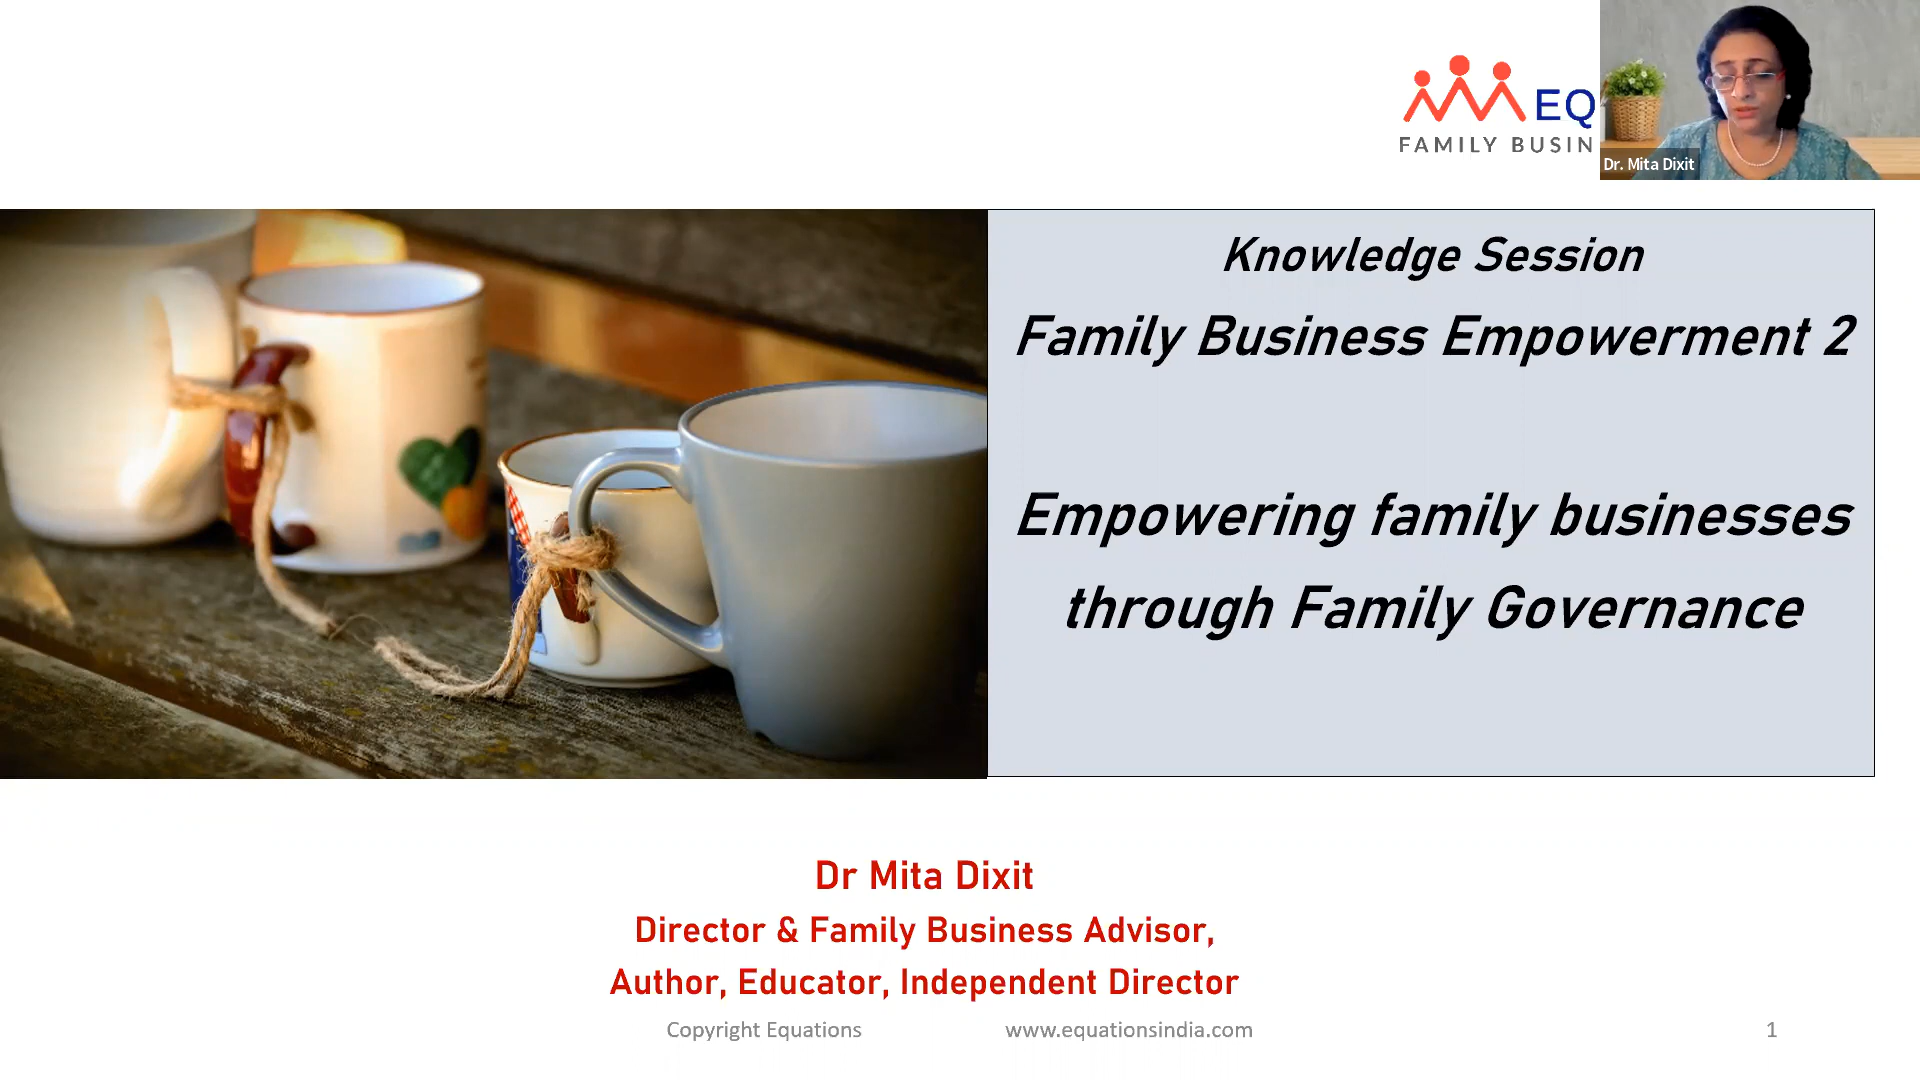 EQ
FAMILY BUSIN
Dr. Mita Dixit
Knowledge Session
Family Business Empowerment 2
Empowering family businesses
through Family Governance
Dr Mita Dixit
Director & Family Business Advisor,
Author, Educator, Independent Director
Copyright Equations
www.equationsindia.com
1